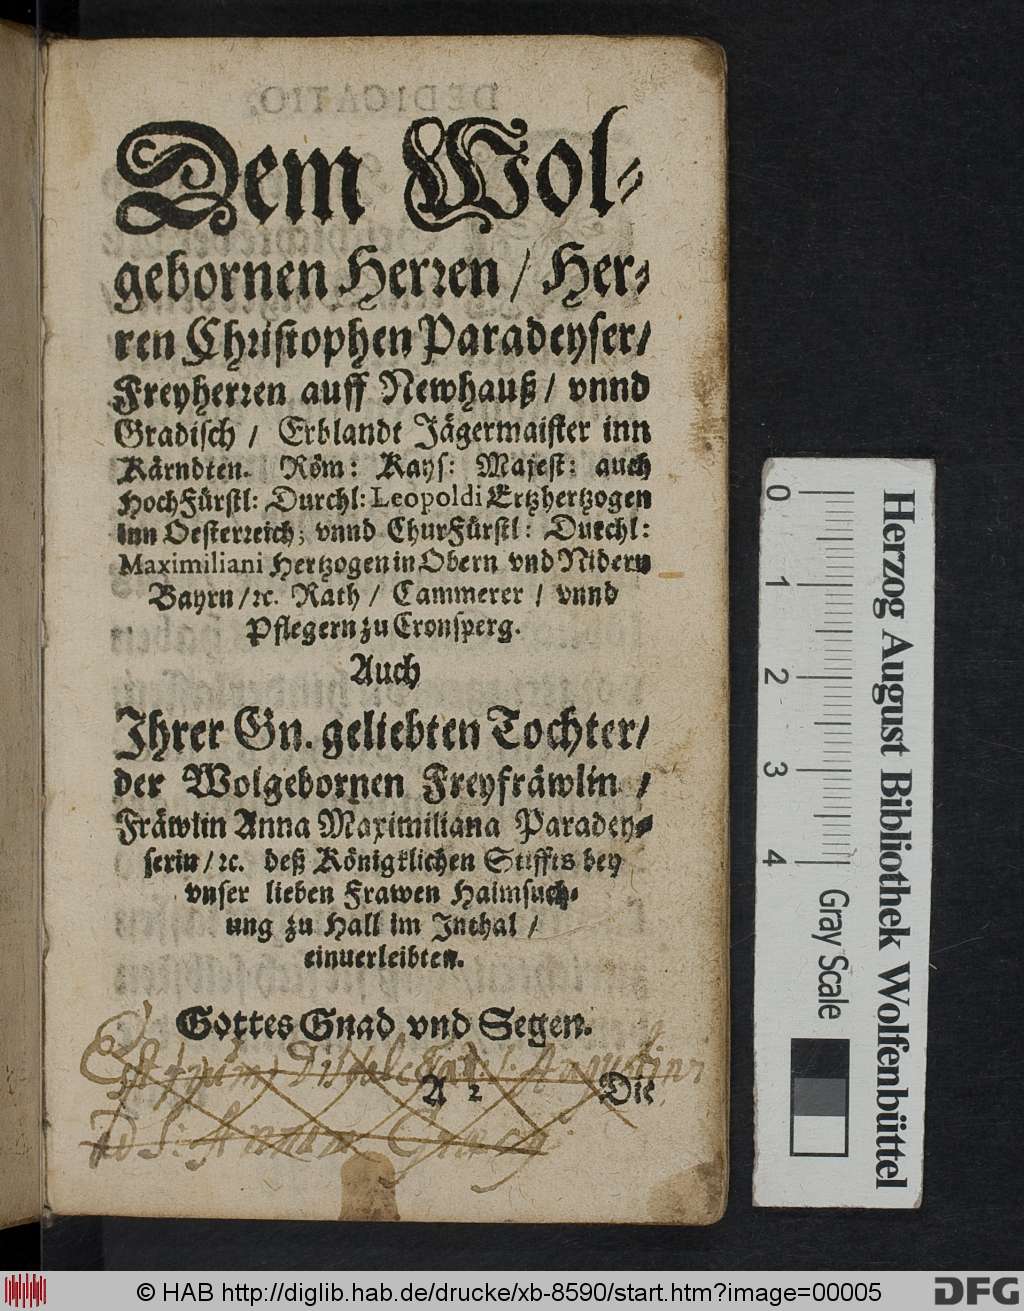 Dem Wol-
gebornen Herren / Her-
ren Christophen Paradeyser /
Freyherren auff Newhauß / vnnd
Gradisch / Erblandt Jägermaister inn
Kärndten. Röm: Kays: Majest: auch
HochFürstl: Durchl: Leopoldi Ertzhertzogen
inn Oesterreich, vnnd ChurFürstl: Durchl:
Maximiliani Hertzogen in Obern vnd Nidern
Bayrn / ꝛc. Rath / Cammerer / vnnd
Pflegern zu Cronsperg.
Auch
Ihrer Gn. geliebten Tochter /
der Wolgebornen Freyfräwlin /
Fräwlin Anna Maximiliana Paradey-
serin / ꝛc. deß Königklichen Stiffts bey
vnser lieben Frawen Haimsuch-
ung zu Hall im Inthal /
einuerleibten.
Gottes Gnad vnd Segen.
A 2 Die
0 1 2 3 4
Gray Scale
Herzog August Bibliothek Wolfenbüttel
© HAB http://diglib.hab.de/drucke/xb-8590/start.htm?image=00005
DFG